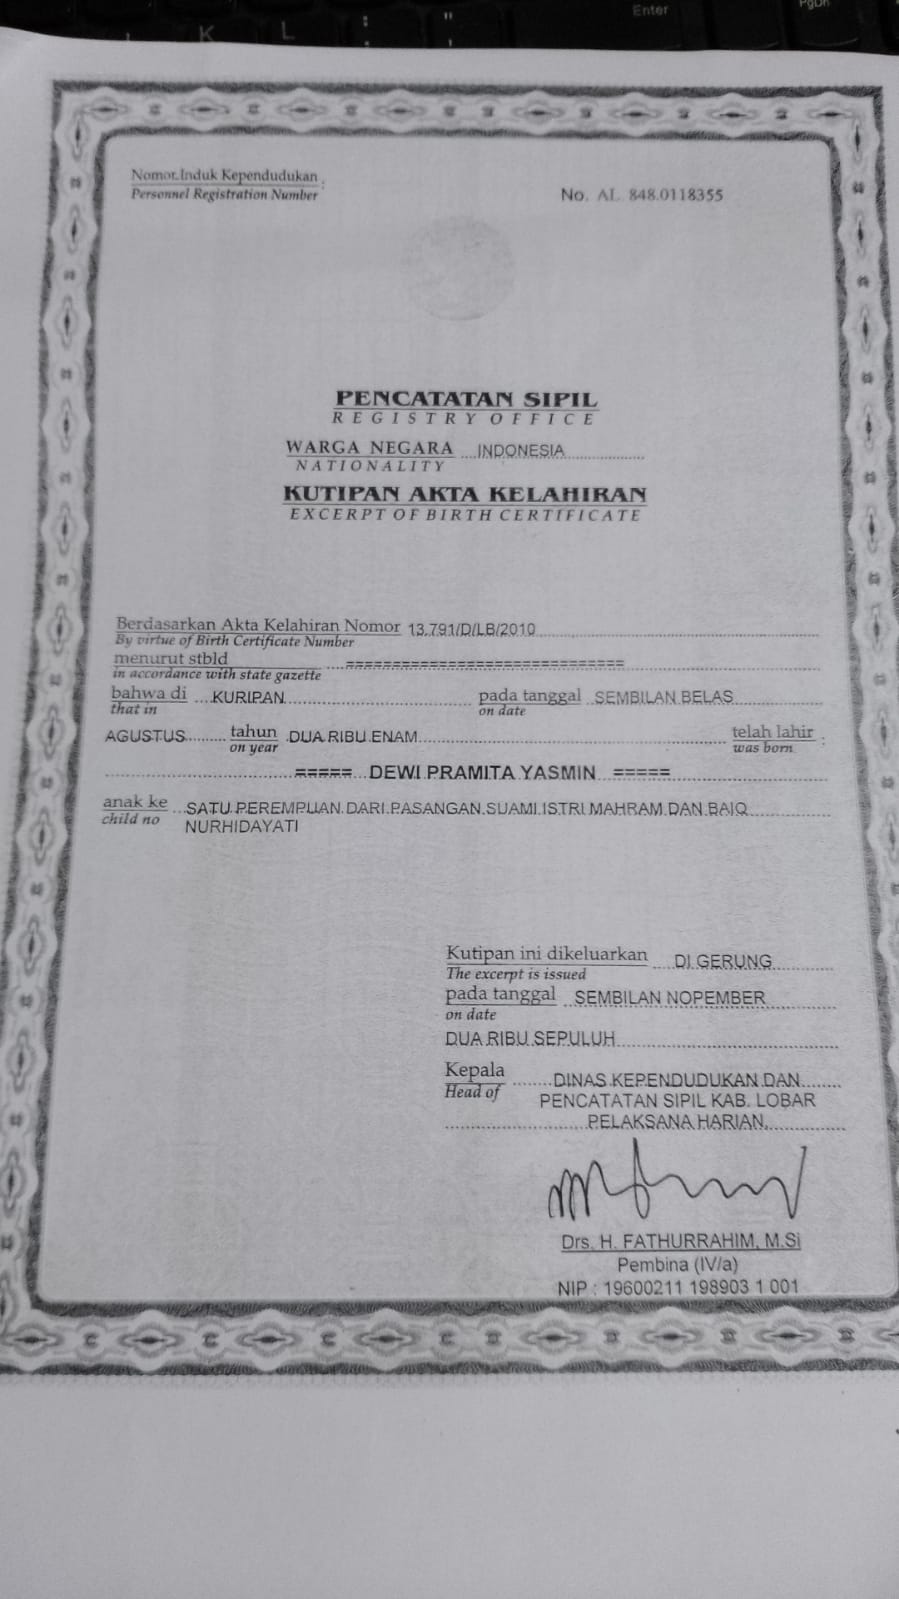 Enter
PgDn
K L : "
; '
Nomor Induk Kependudukan :
Personnel Registration Number
No. AL 848.0118355
PENCATATAN SIPIL
REGISTRY OFFICE
WARGA NEGARA INDONESIA
NATIONALITY
KUTIPAN AKTA KELAHIRAN
EXCERPT OF BIRTH CERTIFICATE
Berdasarkan Akta Kelahiran Nomor 13.791/D/LB/2010
By virtue of Birth Certificate Number
menurut stbld ==============================
in accordance with state gazette
bahwa di KURIPAN pada tanggal SEMBILAN BELAS
that in on date
AGUSTUS tahun DUA RIBU ENAM telah lahir :
on year was born
===== DEWI PRAMITA YASMIN =====
anak ke SATU PEREMPUAN DARI PASANGAN SUAMI ISTRI MAHRAM DAN BAIQ
child no NURHIDAYATI
Kutipan ini dikeluarkan DI GERUNG
The excerpt is issued
pada tanggal SEMBILAN NOPEMBER
on date
DUA RIBU SEPULUH
Kepala DINAS KEPENDUDUKAN DAN
Head of PENCATATAN SIPIL KAB. LOBAR
PELAKSANA HARIAN,
Drs. H. FATHURRAHIM, M.Si
Pembina (IV/a)
NIP : 19600211 198903 1 001